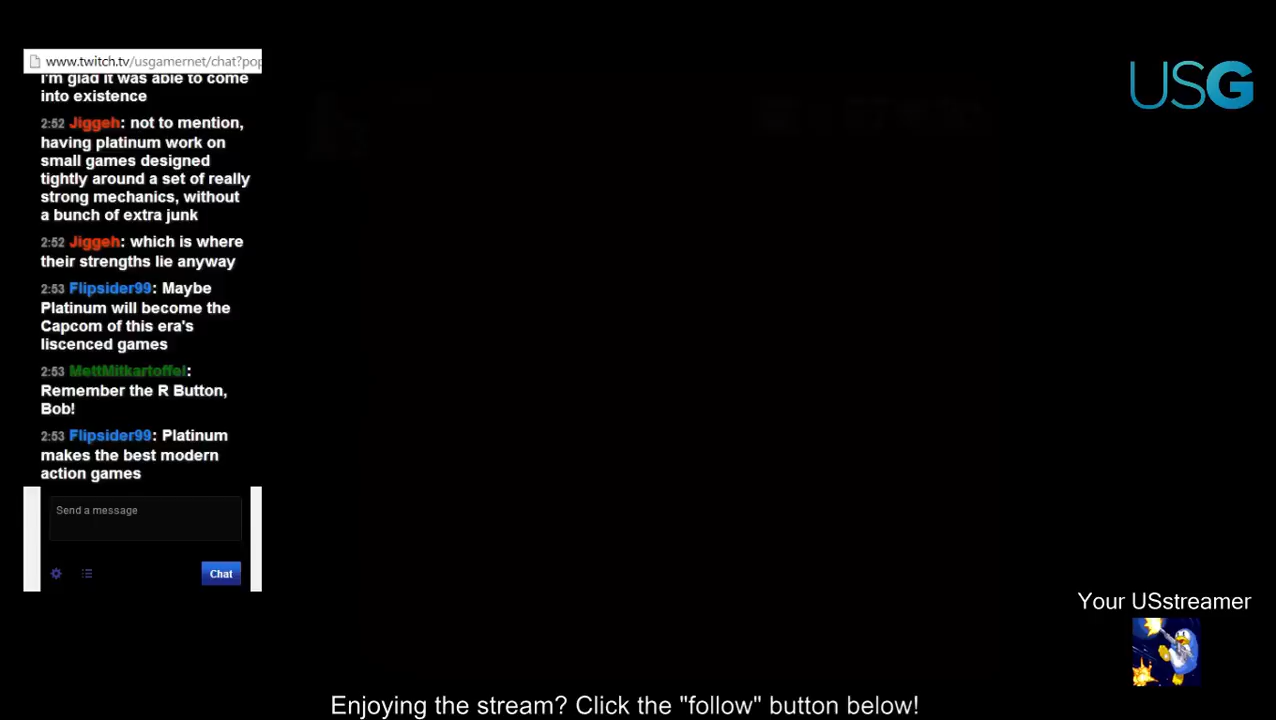 www.twitch.tv/usgamernet/chat?pop
I'm glad it was able to come
into existence
2:52 Jiggeh: not to mention,
having platinum work on
small games designed
tightly around a set of really
strong mechanics, without
a bunch of extra junk
2:52 Jiggeh: which is where
their strengths lie anyway
2:53 Flipsider99: Maybe
Platinum will become the
Capcom of this era's
liscenced games
2:53 MettMitkartoffel:
Remember the R Button,
Bob!
2:53 Flipsider99: Platinum
makes the best modern
action games
Send a message
Chat
USG
Your USstreamer
Enjoying the stream? Click the "follow" button below!